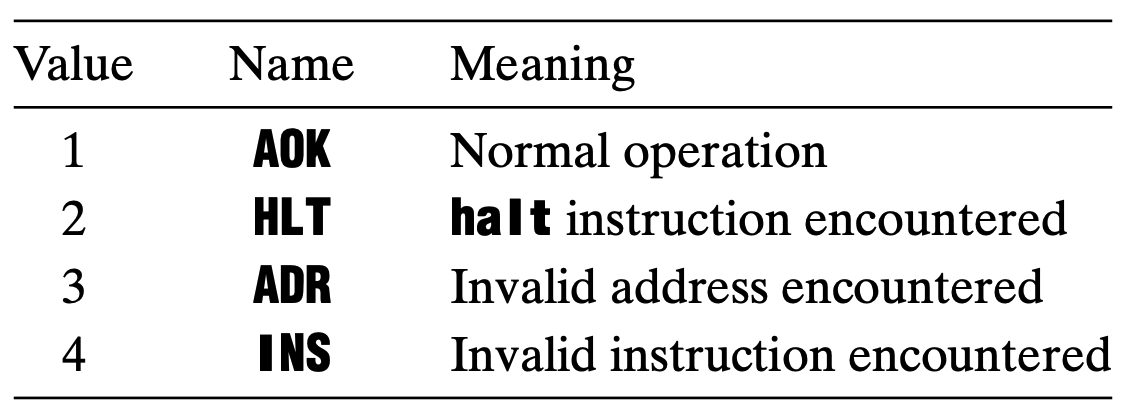 Value Name Meaning
1 AOK Normal operation
2 HLT halt instruction encountered
3 ADR Invalid address encountered
4 INS Invalid instruction encountered